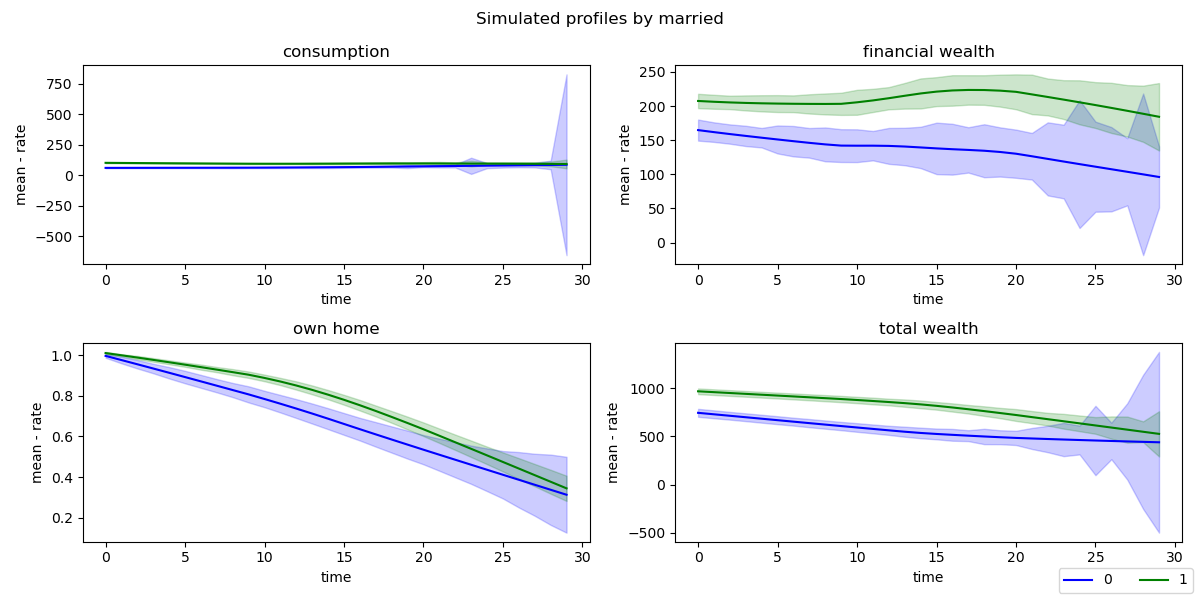 Simulated profiles by married
consumption
mean - rate
750
500
250
0
−250
−500
0 5 10 15 20 25 30
time
financial wealth
mean - rate
250
200
150
100
50
0
0 5 10 15 20 25 30
time
own home
mean - rate
1.0
0.8
0.6
0.4
0.2
0 5 10 15 20 25 30
time
total wealth
mean - rate
1000
500
0
−500
0 5 10 15 20 25 30
time
0 1